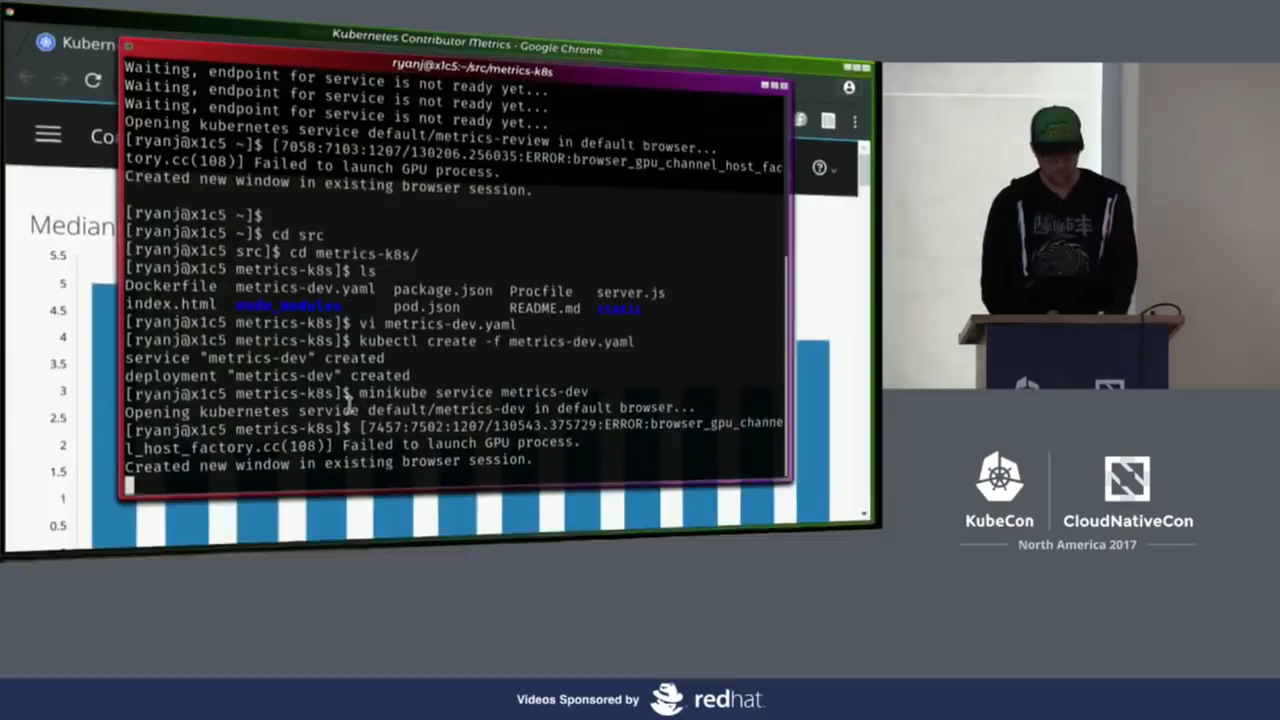 Kubernetes Contributor Metrics - Google Chrome
Kubern
ryanj@x1c5:~/src/metrics-k8s
Co
Median
5.5
5
4.5
4
3.5
3
2.5
2
1.5
1
0.5
Waiting, endpoint for service is not ready yet...
Waiting, endpoint for service is not ready yet...
Waiting, endpoint for service is not ready yet...
Opening kubernetes service default/metrics-review in default browser...
[ryanj@x1c5 ~]$ [7058:7103:1207/130206.256035:ERROR:browser_gpu_channel_host_fac
tory.cc(108)] Failed to launch GPU process.
Created new window in existing browser session.
[ryanj@x1c5 ~]$
[ryanj@x1c5 ~]$ cd src
[ryanj@x1c5 src]$ cd metrics-k8s/
[ryanj@x1c5 metrics-k8s]$ ls
Dockerfile metrics-dev.yaml package.json Procfile server.js
index.html node_modules pod.json README.md static
[ryanj@x1c5 metrics-k8s]$ vi metrics-dev.yaml
[ryanj@x1c5 metrics-k8s]$ kubectl create -f metrics-dev.yaml
service "metrics-dev" created
deployment "metrics-dev" created
[ryanj@x1c5 metrics-k8s]$ minikube service metrics-dev
Opening kubernetes service default/metrics-dev in default browser...
[ryanj@x1c5 metrics-k8s]$ [7457:7502:1207/130543.375729:ERROR:browser_gpu_channe
l_host_factory.cc(108)] Failed to launch GPU process.
Created new window in existing browser session.
KubeCon
CloudNativeCon
North America 2017
Videos Sponsored by
redhat